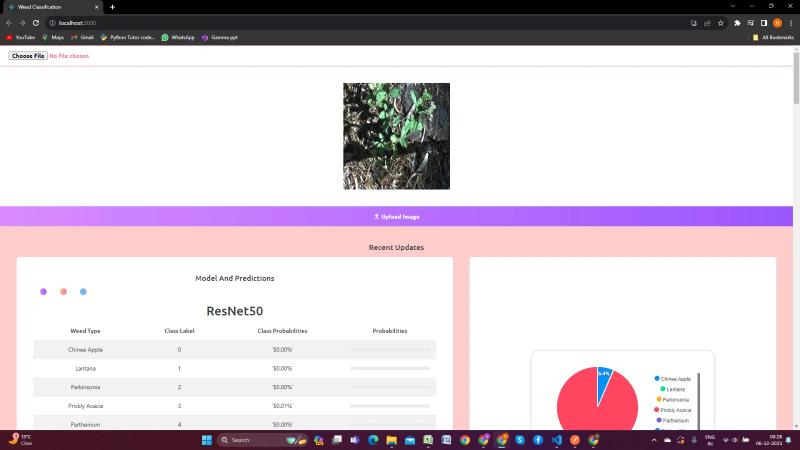 Weed Classification
localhost:5000
YouTube Maps Gmail Python Tutor code... WhatsApp Gamma ppt All Bookmarks
Choose File No file chosen
Upload Image
Recent Updates
Model And Predictions
ResNet50
Weed Type Class Label Class Probabilities Probabilities
Chinee Apple 0 '$0.00%'
Lantana 1 '$0.00%'
Parkinsonia 2 '$0.00%'
Prickly Acacia 3 '$0.01%'
Parthenium 4 '$0.00%'
6.4%
Chinee Apple
Lantana
Parkinsonia
Prickly Acacia
Parthenium
13°C
Clear
Search
ENG
IN
00:28
06-12-2023